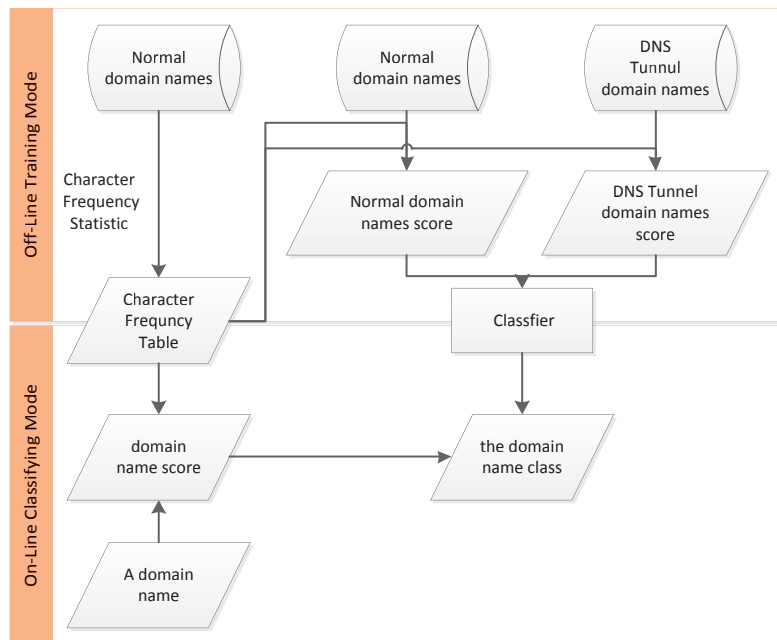 Off-Line Training Mode
Normal
domain names
Normal
domain names
DNS
Tunnul
domain names
Character
Frequency
Statistic
Normal domain
names score
DNS Tunnel
domain names
score
Character
Frequncy
Table
Classfier
On-Line Classifying Mode
domain
name score
the domain
name class
A domain
name